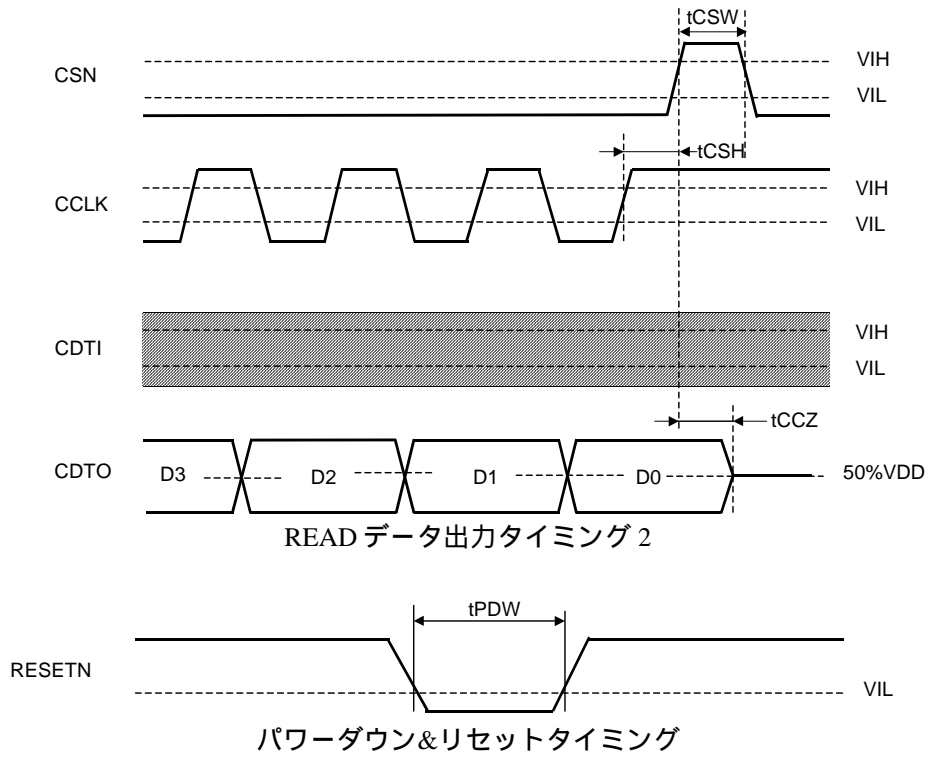 tCSW
CSN
VIH
VIL
tCSH
CCLK
VIH
VIL
CDTI
VIH
VIL
tCCZ
CDTO
D3
D2
D1
D0
50%VDD
READ データ出力タイミング 2
tPDW
RESETN
VIL
パワーダウン&リセットタイミング